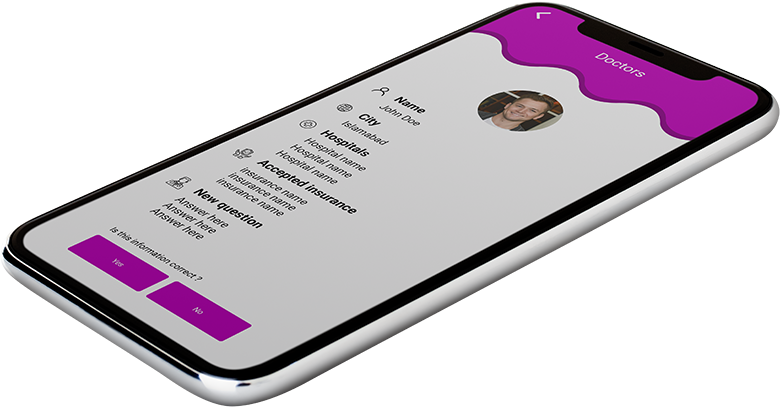 Doctors
Name
John Doe
City
Islamabad
Hospitals
Hospital name
Hospital name
Hospital name
Accepted insurance
insurance name
insurance name
insurance name
New question
Answer here
Answer here
Answer here
Is this information correct ?
Yes
No